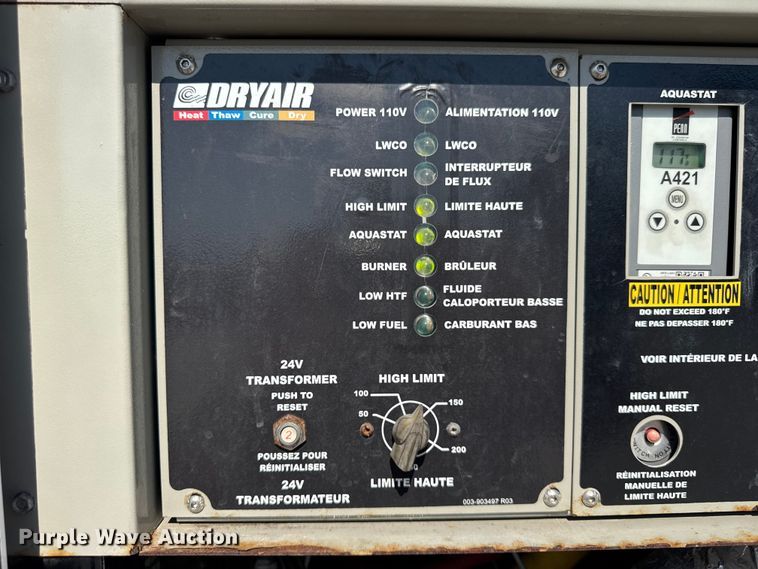 DRYAIR
Heat Thaw Cure Dry
POWER 110V ALIMENTATION 110V
LWCO LWCO
FLOW SWITCH INTERRUPTEUR
DE FLUX
HIGH LIMIT LIMITE HAUTE
AQUASTAT AQUASTAT
BURNER BRÛLEUR
LOW HTF FLUIDE
CALOPORTEUR BASSE
LOW FUEL CARBURANT BAS
24V
TRANSFORMER
PUSH TO
RESET
2
POUSSEZ POUR
RÉINITIALISER
24V
TRANSFORMATEUR
HIGH LIMIT
100
150
50
200
LIMITE HAUTE
003-903497 R03
AQUASTAT
PENN
117
A421
MENU
CAUTION / ATTENTION
DO NOT EXCEED 180°F
NE PAS DEPASSER 180°F
VOIR INTÉRIEUR DE LA
HIGH LIMIT
MANUAL RESET
RÉINITIALISATION
MANUELLE DE
LIMITE HAUTE
Purple Wave Auction